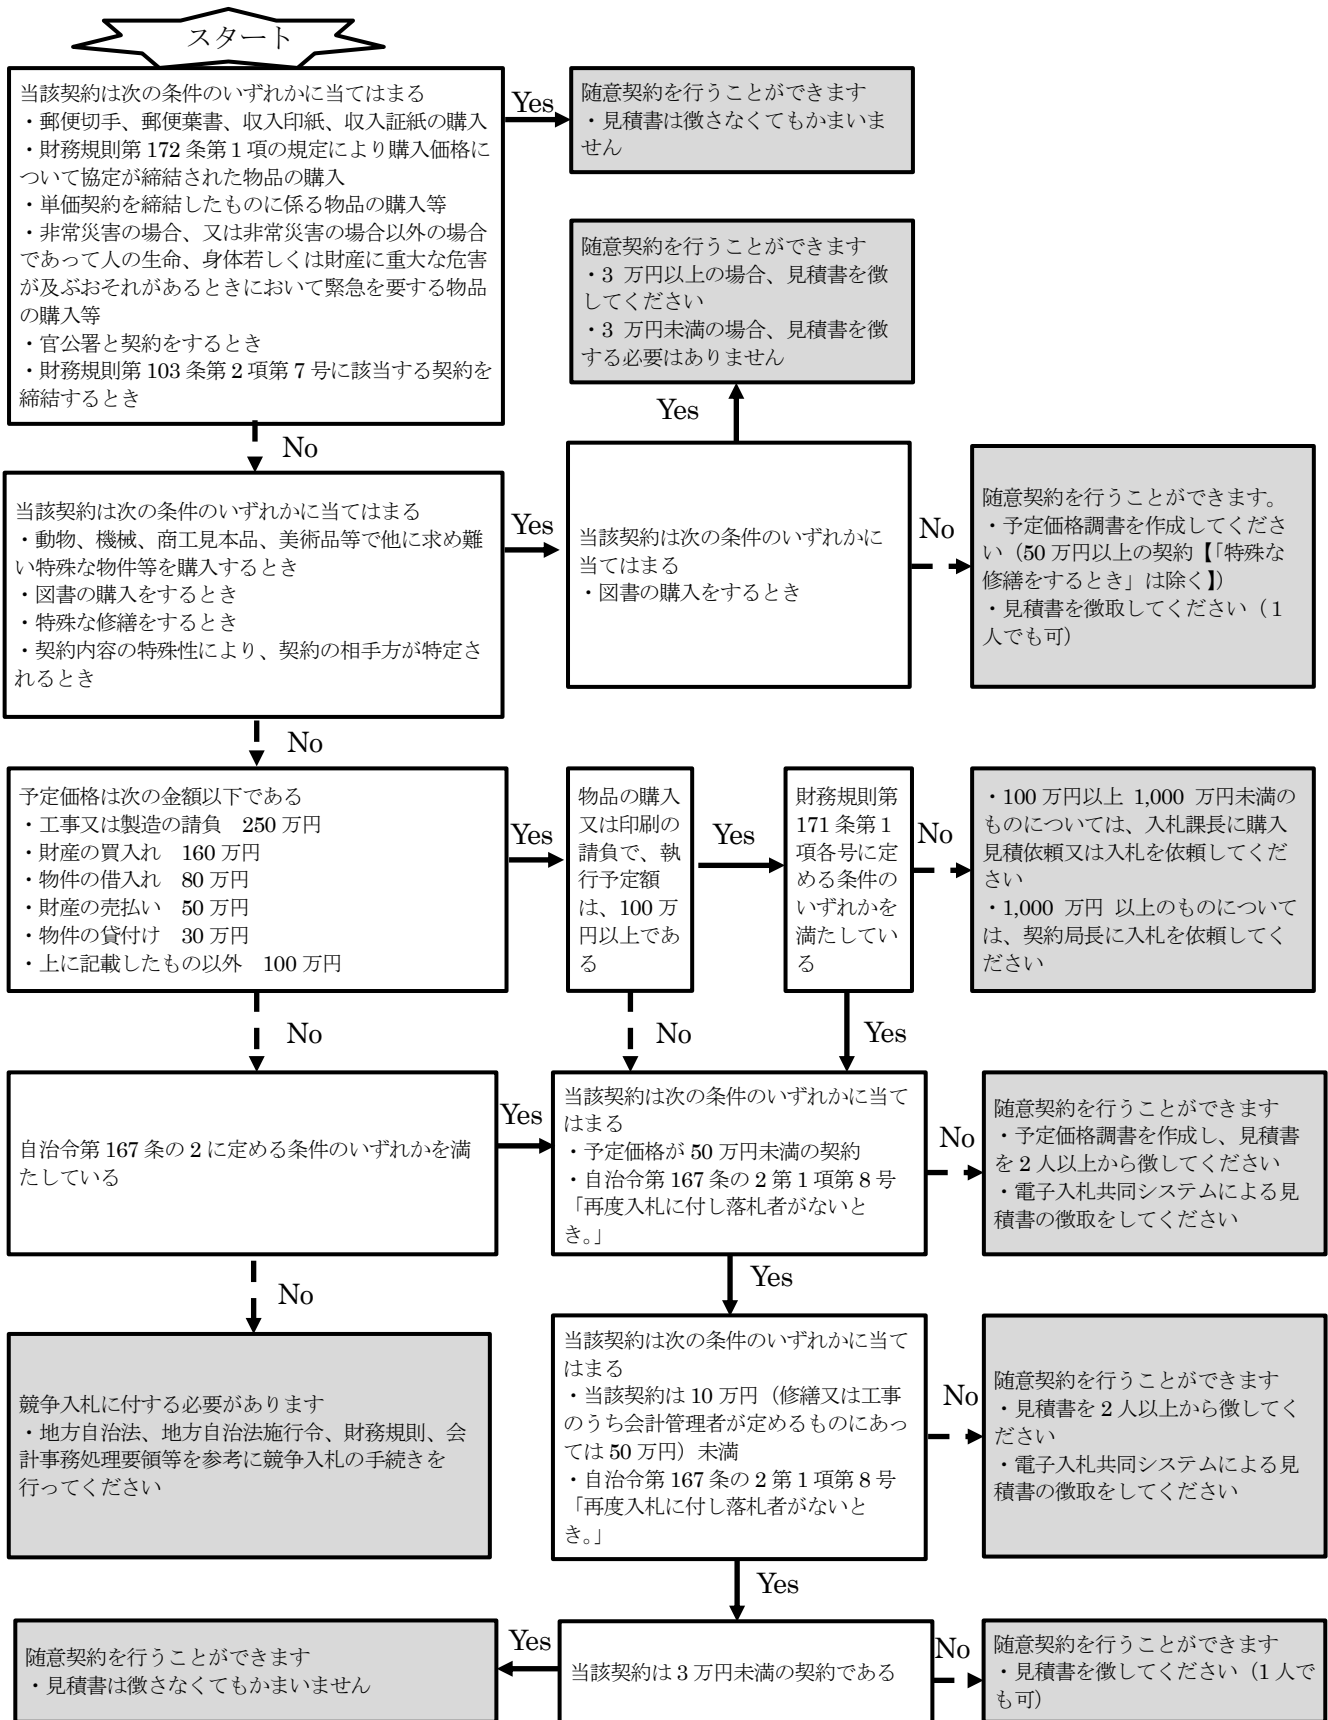 スタート
当該契約は次の条件のいずれかに当てはまる
・郵便切手、郵便葉書、収入印紙、収入証紙の購入
・財務規則第 172 条第 1 項の規定により購入価格に
ついて協定が締結された物品の購入
・単価契約を締結したものに係る物品の購入等
・非常災害の場合、又は非常災害の場合以外の場合
であって人の生命、身体若しくは財産に重大な危害
が及ぶおそれがあるときにおいて緊急を要する物品
の購入等
・官公署と契約をするとき
・財務規則第 103 条第 2 項第 7 号に該当する契約を
締結するとき
Yes
随意契約を行うことができます
・見積書は徴さなくてもかまいま
せん
随意契約を行うことができます
・3 万円以上の場合、見積書を徴
してください
・3 万円未満の場合、見積書を徴
する必要はありません
Yes
No
当該契約は次の条件のいずれかに当てはまる
・動物、機械、商工見本品、美術品等で他に求め難
い特殊な物件等を購入するとき
・図書の購入をするとき
・特殊な修繕をするとき
・契約内容の特殊性により、契約の相手方が特定さ
れるとき
Yes
当該契約は次の条件のいずれかに
当てはまる
・図書の購入をするとき
No
随意契約を行うことができます。
・予定価格調書を作成してくださ
い（50 万円以上の契約【「特殊な
修繕をするとき」は除く】）
・見積書を徴取してください（1
人でも可）
No
予定価格は次の金額以下である
・工事又は製造の請負　250 万円
・財産の買入れ　160 万円
・物件の借入れ　80 万円
・財産の売払い　50 万円
・物件の貸付け　30 万円
・上に記載したもの以外　100 万円
Yes
物品の購入
又は印刷の
請負で、執
行予定額
は、100 万
円以上であ
る
Yes
財務規則第
171 条第 1
項各号に定
める条件の
いずれかを
満たしてい
る
No
・100 万円以上 1,000 万円未満の
ものについては、入札課長に購入
見積依頼又は入札を依頼してくだ
さい
・1,000 万円 以上のものについて
は、契約局長に入札を依頼してく
ださい
No
No
Yes
自治令第 167 条の 2 に定める条件のいずれかを満
たしている
Yes
当該契約は次の条件のいずれかに当て
はまる
・予定価格が 50 万円未満の契約
・自治令第 167 条の 2 第 1 項第 8 号
「再度入札に付し落札者がないと
き。」
No
随意契約を行うことができます
・予定価格調書を作成し、見積書
を 2 人以上から徴してください
・電子入札共同システムによる見
積書の徴取をしてください
No
Yes
競争入札に付する必要があります
・地方自治法、地方自治法施行令、財務規則、会
計事務処理要領等を参考に競争入札の手続きを
行ってください
当該契約は次の条件のいずれかに当て
はまる
・当該契約は 10 万円（修繕又は工事
のうち会計管理者が定めるものにあっ
ては 50 万円）未満
・自治令第 167 条の 2 第 1 項第 8 号
「再度入札に付し落札者がないと
き。」
No
随意契約を行うことができます
・見積書を 2 人以上から徴してく
ださい
・電子入札共同システムによる見
積書の徴取をしてください
Yes
随意契約を行うことができます
・見積書は徴さなくてもかまいません
Yes
当該契約は 3 万円未満の契約である
No
随意契約を行うことができます
・見積書を徴してください（1 人で
も可）